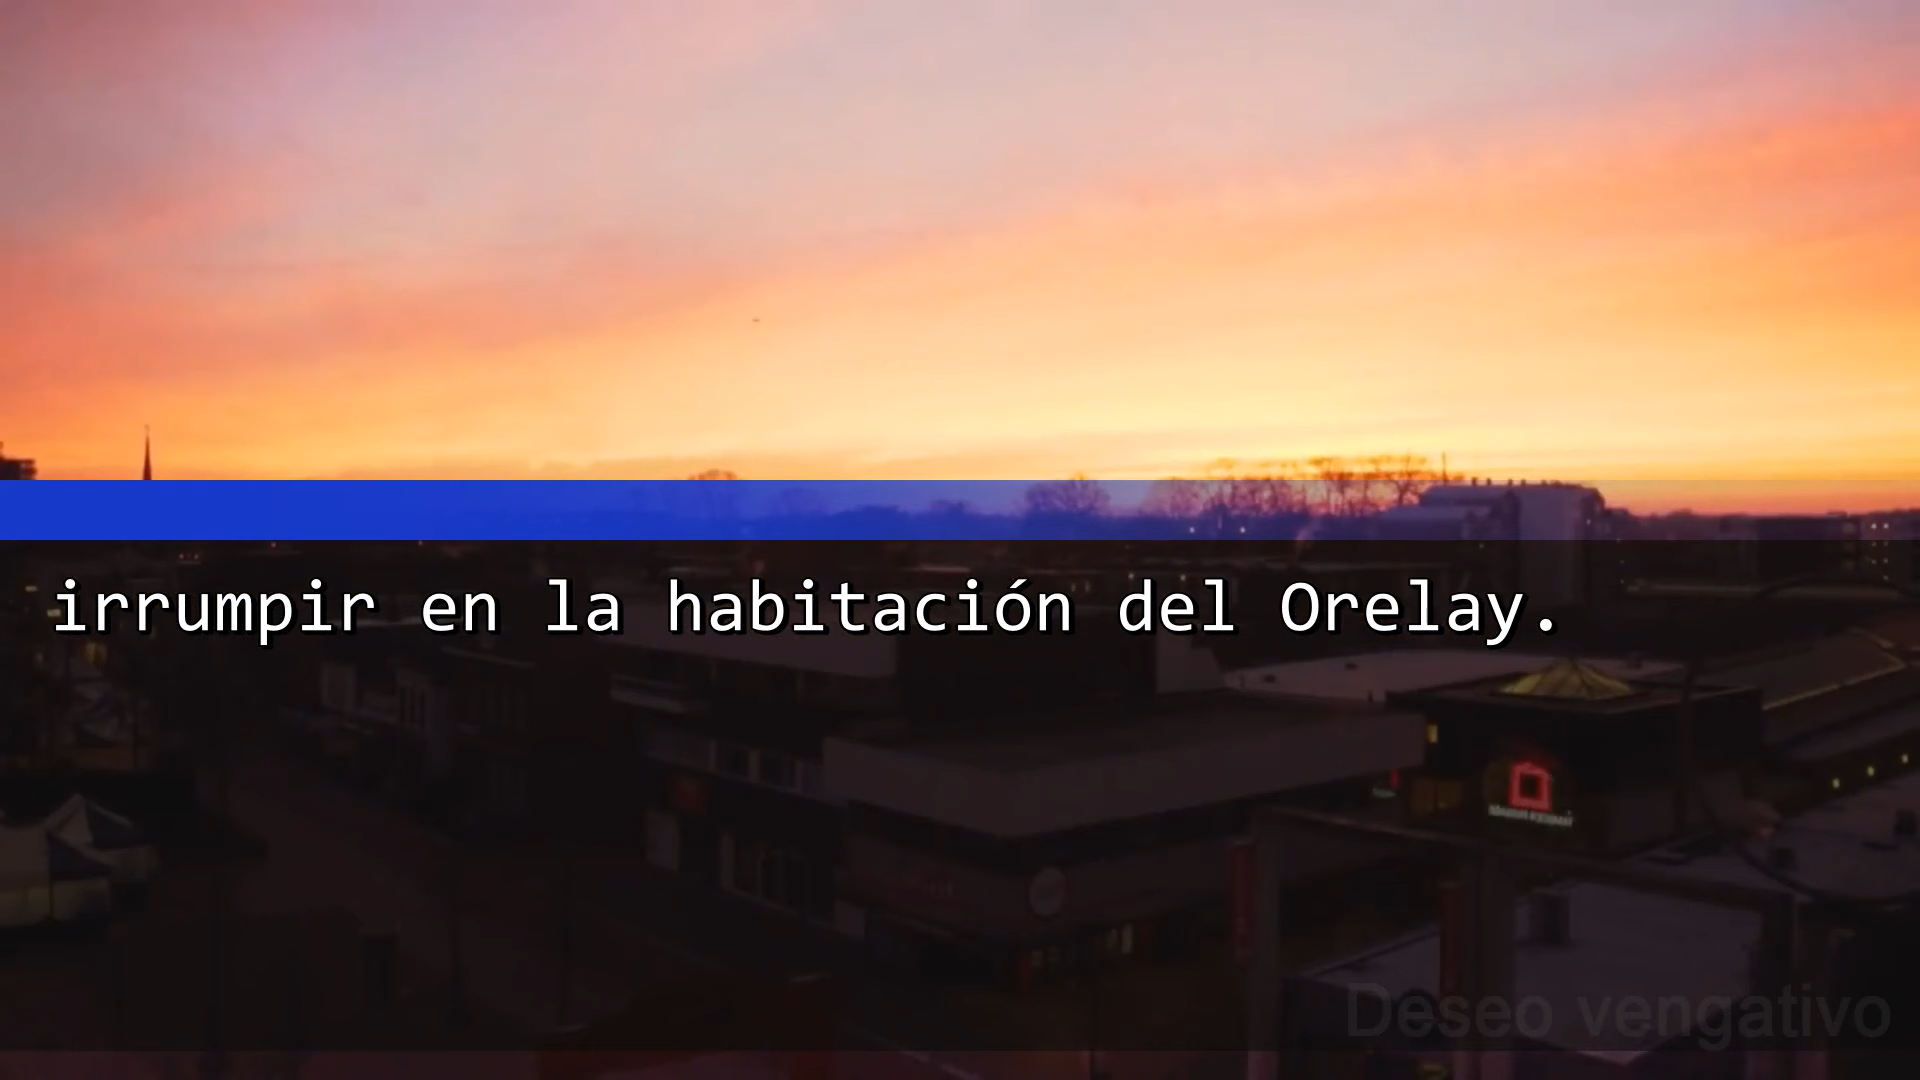 irrumpir en la habitación del Orelay.
Deseo vengativo